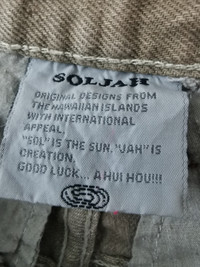 SOLJAH
ORIGINAL DESIGNS FROM
THE HAWAIIAN ISLANDS
WITH INTERNATIONAL
APPEAL.
"SOL" IS THE SUN. "JAH" IS
CREATION.
GOOD LUCK... A HUI HOU!!!